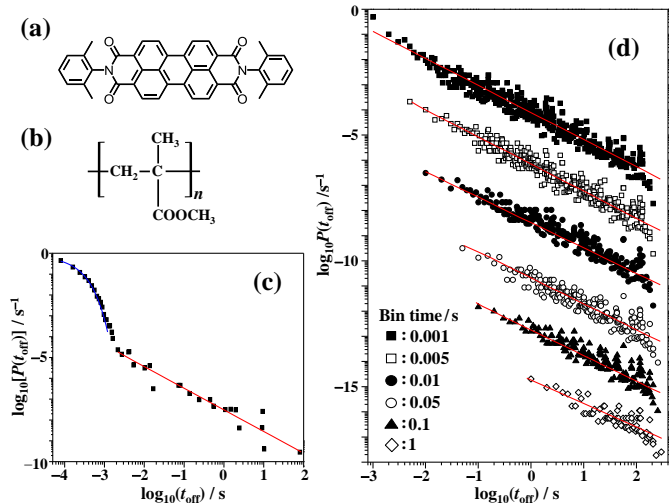 (a)
N
O
O
O
O
N
(b)
CH3
CH2
C
n
COOCH3
(c)
log10[P(toff)] / s−1
0
−5
−10
−4
−3
−2
−1
0
1
2
log10(toff) / s
(d)
log10P(toff)/s−1
0
−5
−10
−15
Bin time/s
: 0.001
: 0.005
: 0.01
: 0.05
: 0.1
: 1
−3
−2
−1
0
1
2
log10(toff) / s